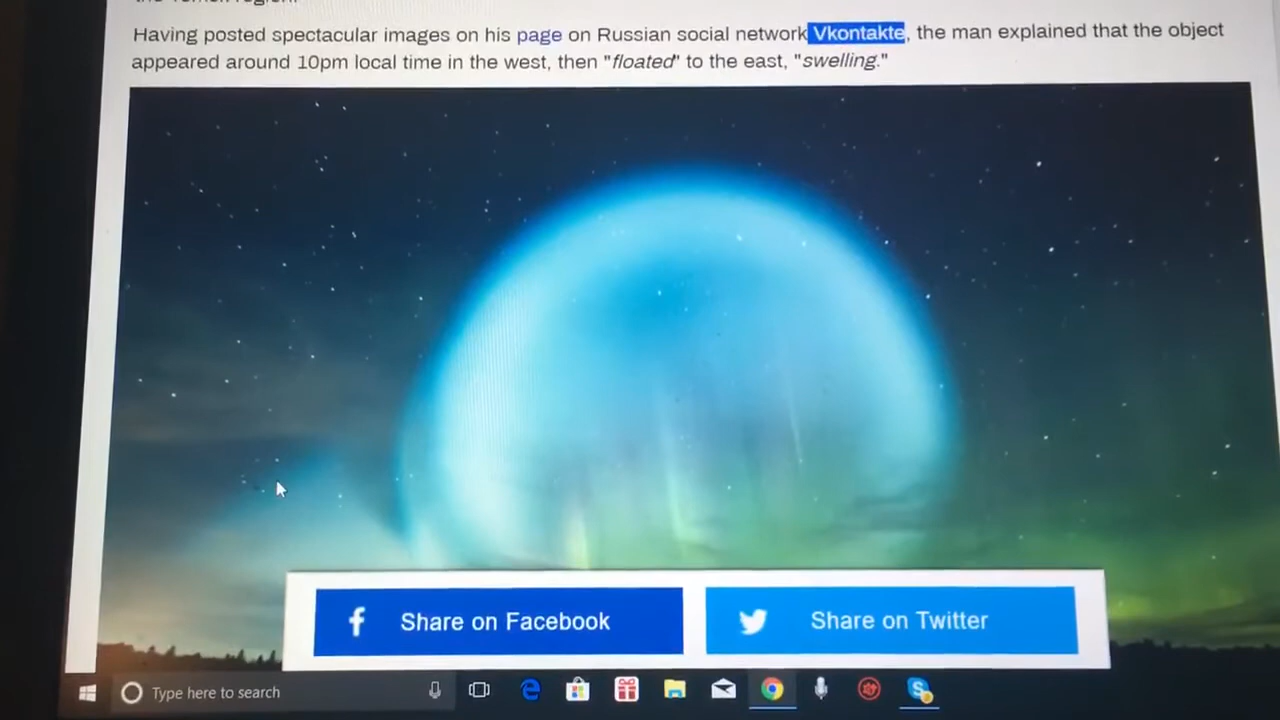 Having posted spectacular images on his page on Russian social network Vkontakte, the man explained that the object
appeared around 10pm local time in the west, then "floated" to the east, "swelling."
Share on Facebook
Share on Twitter
Type here to search